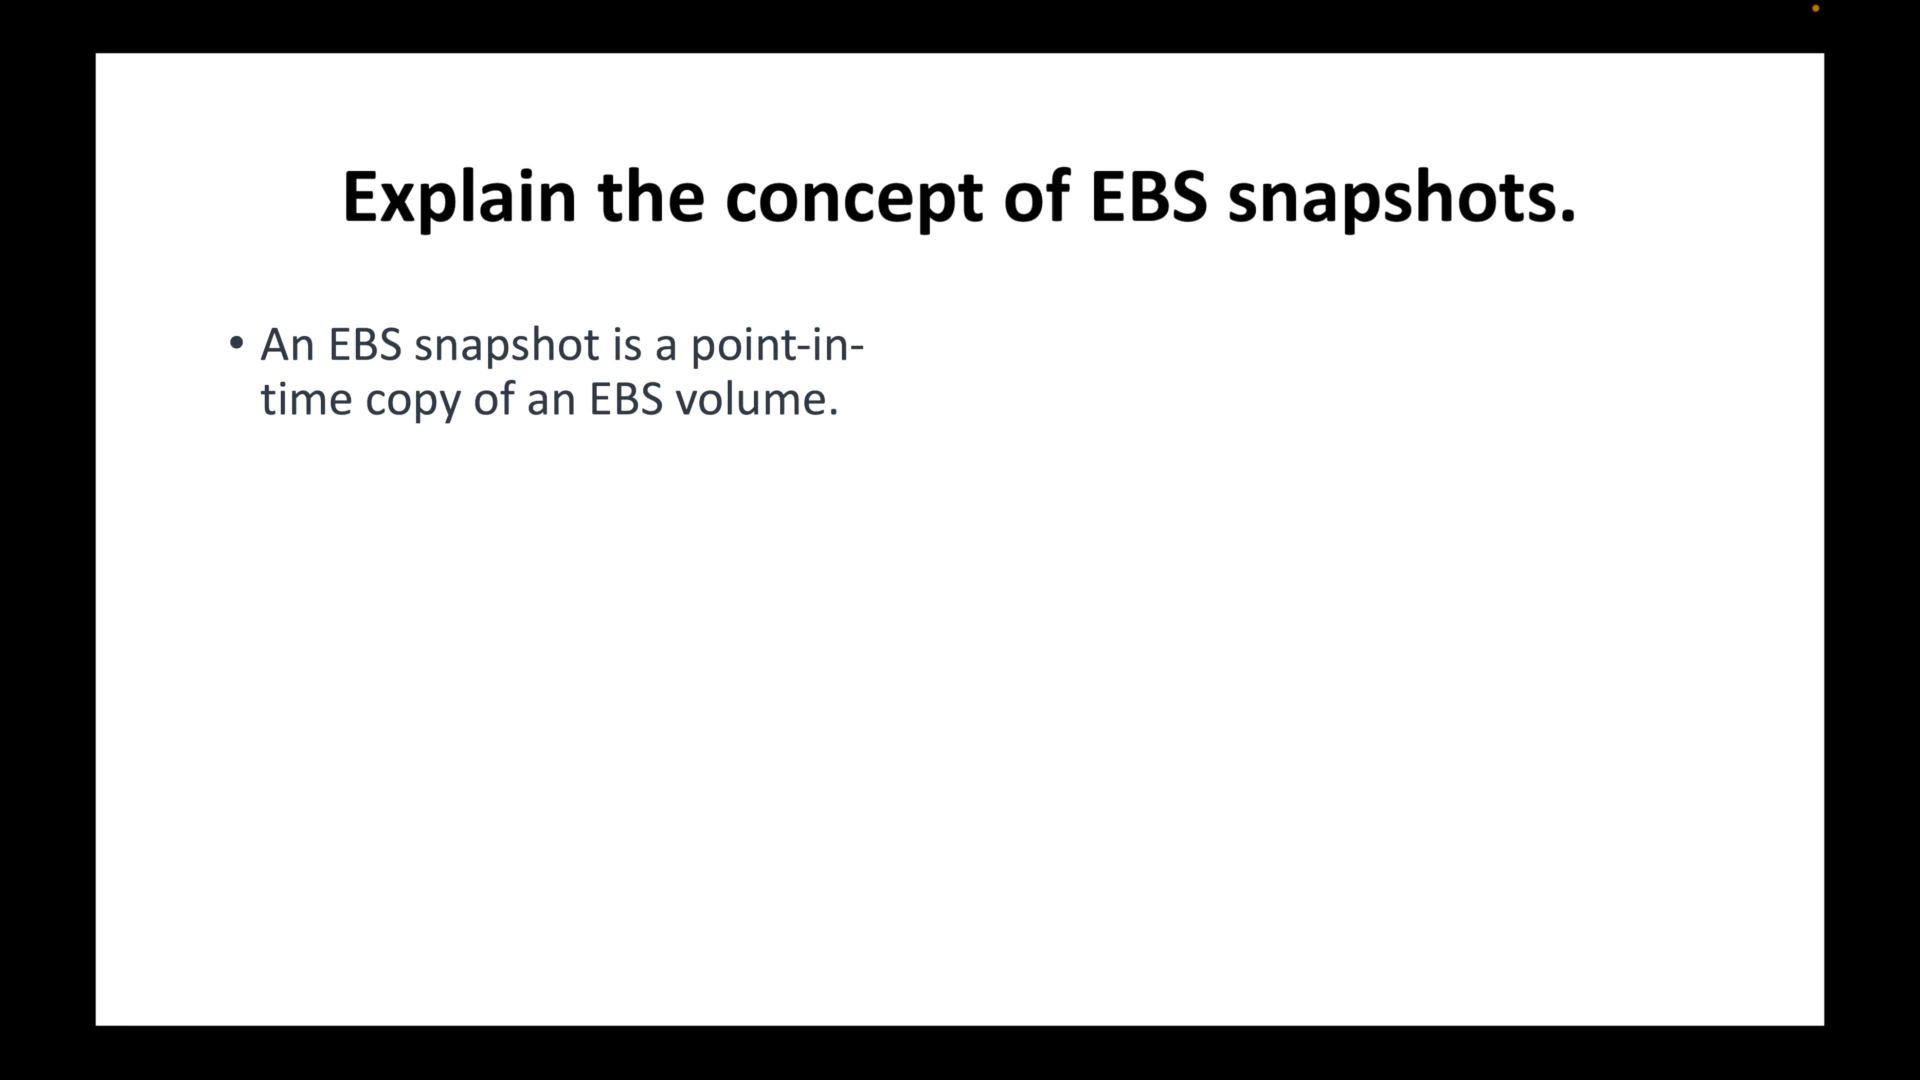 Explain the concept of EBS snapshots.
• An EBS snapshot is a point-in-
time copy of an EBS volume.